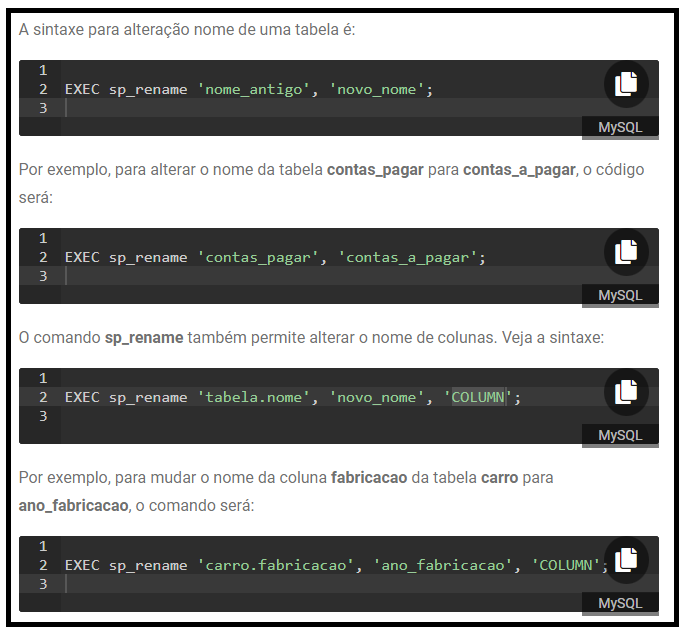 A sintaxe para alteração nome de uma tabela é:
1
2 EXEC sp_rename 'nome_antigo', 'novo_nome';
3
MySQL
Por exemplo, para alterar o nome da tabela contas_pagar para contas_a_pagar, o código
será:
1
2 EXEC sp_rename 'contas_pagar', 'contas_a_pagar';
3
MySQL
O comando sp_rename também permite alterar o nome de colunas. Veja a sintaxe:
1
2 EXEC sp_rename 'tabela.nome', 'novo_nome', 'COLUMN';
3
MySQL
Por exemplo, para mudar o nome da coluna fabricacao da tabela carro para
ano_fabricacao, o comando será:
1
2 EXEC sp_rename 'carro.fabricacao', 'ano_fabricacao', 'COLUMN';
3
MySQL